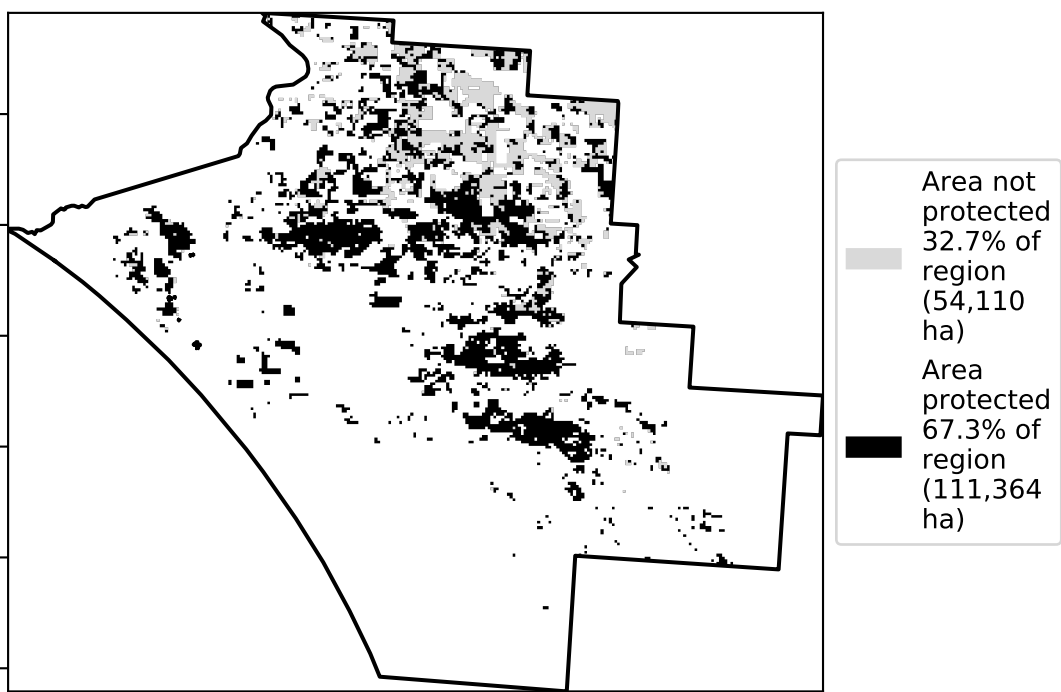 Area not
protected
32.7% of
region
(54,110
ha)
Area
protected
67.3% of
region
(111,364
ha)